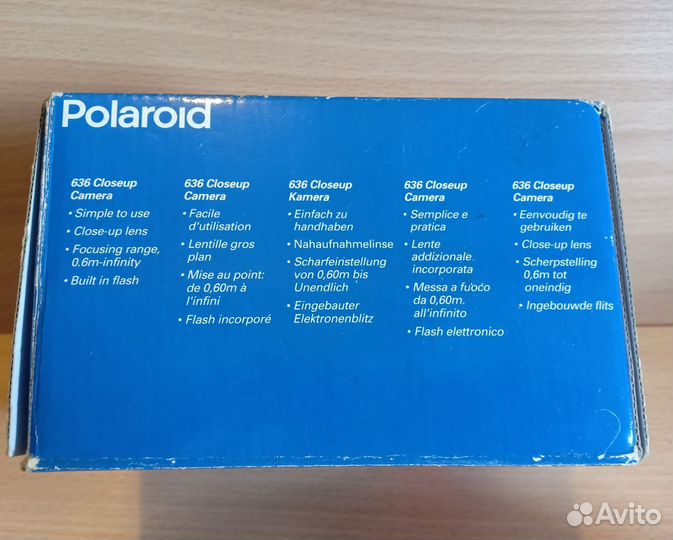 Polaroid
636 Closeup
Camera
• Simple to use
• Close-up lens
• Focusing range,
0.6m-infinity
• Built in flash
636 Closeup
Camera
• Facile
d'utilisation
• Lentille gros
plan
• Mise au point:
de 0,60m à
l'infini
• Flash incorporé
636 Closeup
Kamera
• Einfach zu
handhaben
• Nahaufnahmelinse
• Scharfeinstellung
von 0,60m bis
Unendlich
• Eingebauter
Elektronenblitz
636 Closeup
Camera
• Semplice e
pratica
• Lente
addizionale
incorporata
• Messa a fuoco
da 0,60m.
all'infinito
• Flash elettronico
636 Closeup
Camera
• Eenvoudig te
gebruiken
• Close-up lens
• Scherpstelling
0,6m tot
oneindig
• Ingebouwde flits
Avito